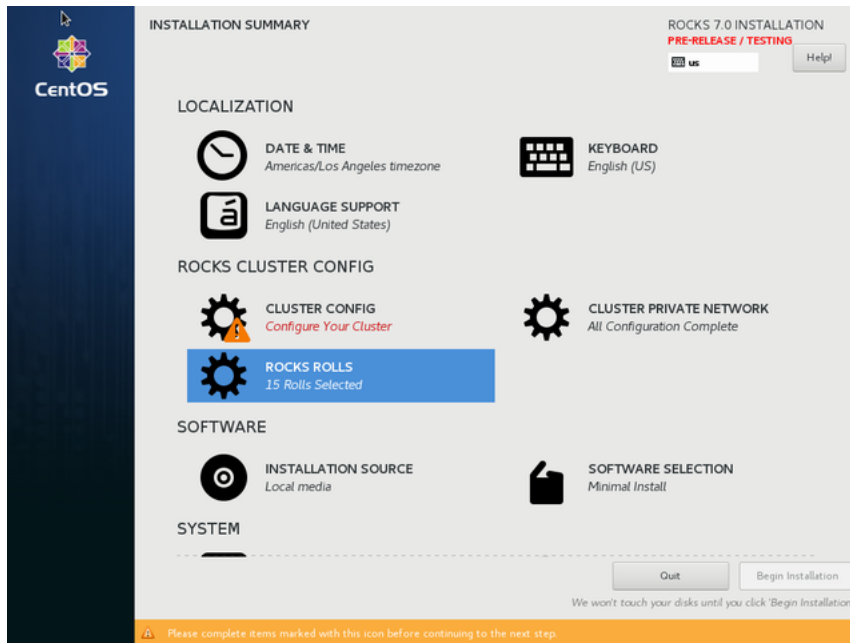 INSTALLATION SUMMARY
ROCKS 7.0 INSTALLATION
PRE-RELEASE / TESTING
us
Help!
CentOS
LOCALIZATION
DATE & TIME
Americas/Los Angeles timezone
KEYBOARD
English (US)
á
LANGUAGE SUPPORT
English (United States)
ROCKS CLUSTER CONFIG
CLUSTER CONFIG
Configure Your Cluster
CLUSTER PRIVATE NETWORK
All Configuration Complete
ROCKS ROLLS
15 Rolls Selected
SOFTWARE
INSTALLATION SOURCE
Local media
SOFTWARE SELECTION
Minimal Install
SYSTEM
Quit
Begin Installation
We won't touch your disks until you click 'Begin Installation
Please complete items marked with this icon before continuing to the next step.